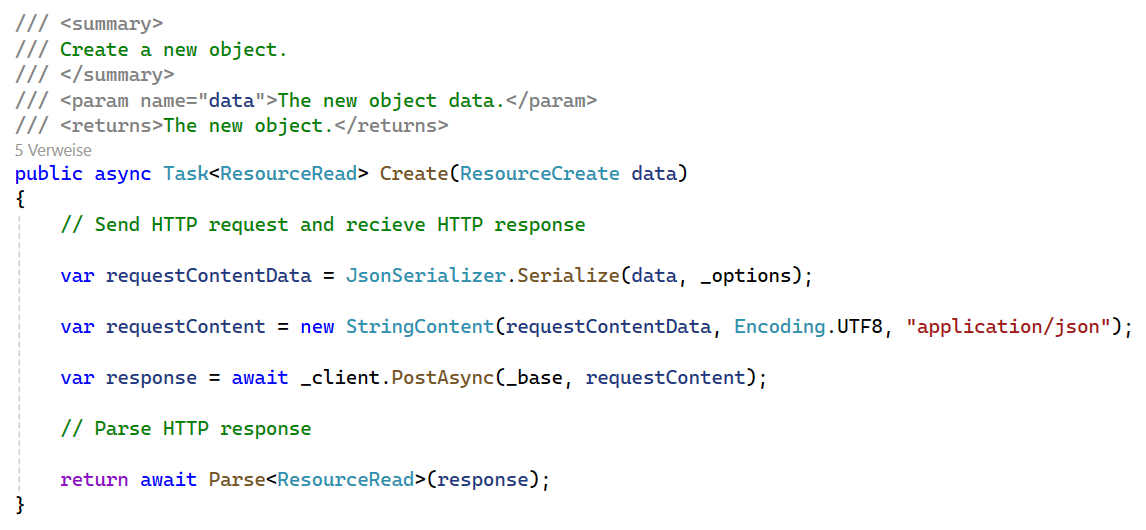 /// <summary>
/// Create a new object.
/// </summary>
/// <param name="data">The new object data.</param>
/// <returns>The new object.</returns>
5 Verweise
public async Task<ResourceRead> Create(ResourceCreate data)
{
    // Send HTTP request and recieve HTTP response
    var requestContentData = JsonSerializer.Serialize(data, _options);
    var requestContent = new StringContent(requestContentData, Encoding.UTF8, "application/json");
    var response = await _client.PostAsync(_base, requestContent);
    // Parse HTTP response
    return await Parse<ResourceRead>(response);
}